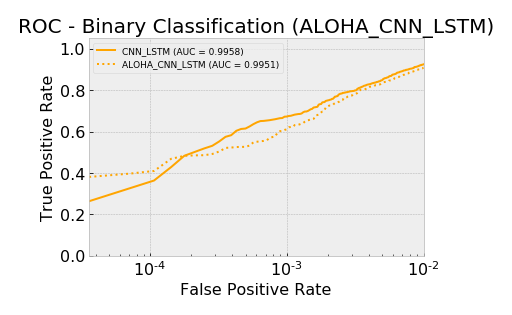 ROC - Binary Classification (ALOHA_CNN_LSTM)
CNN_LSTM (AUC = 0.9958)
ALOHA_CNN_LSTM (AUC = 0.9951)
True Positive Rate
1.0
0.8
0.6
0.4
0.2
0.0
10^-4
10^-3
10^-2
False Positive Rate